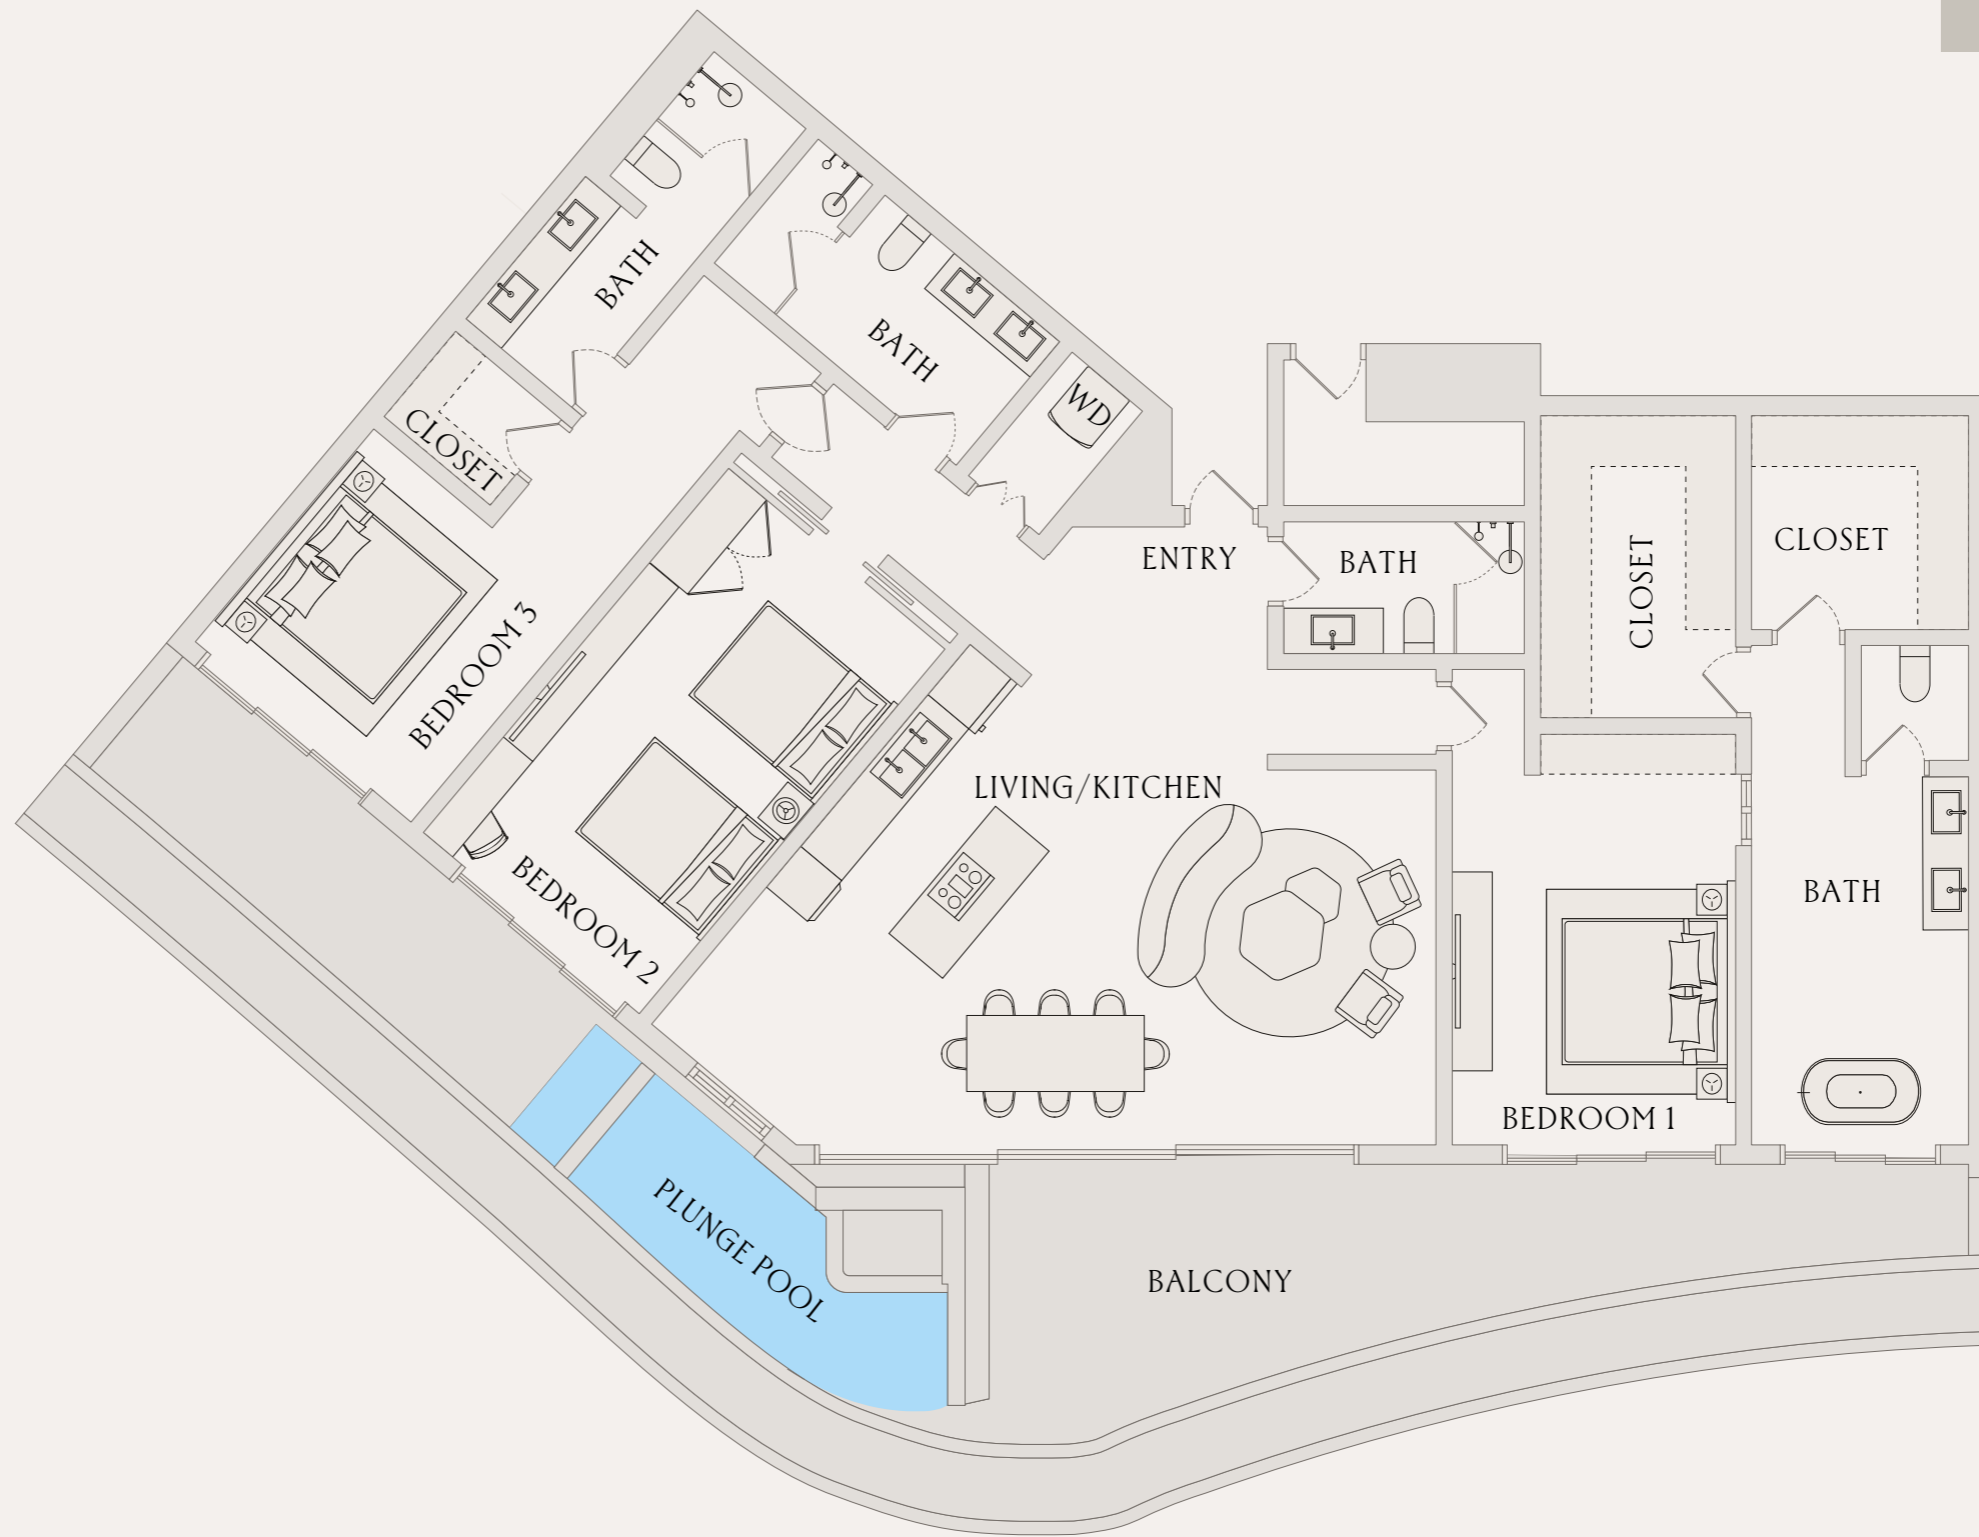 BATH
BATH
WD
CLOSET
ENTRY
BATH
CLOSET
CLOSET
BEDROOM 3
LIVING/KITCHEN
BEDROOM 2
BATH
BEDROOM 1
PLUNGE POOL
BALCONY